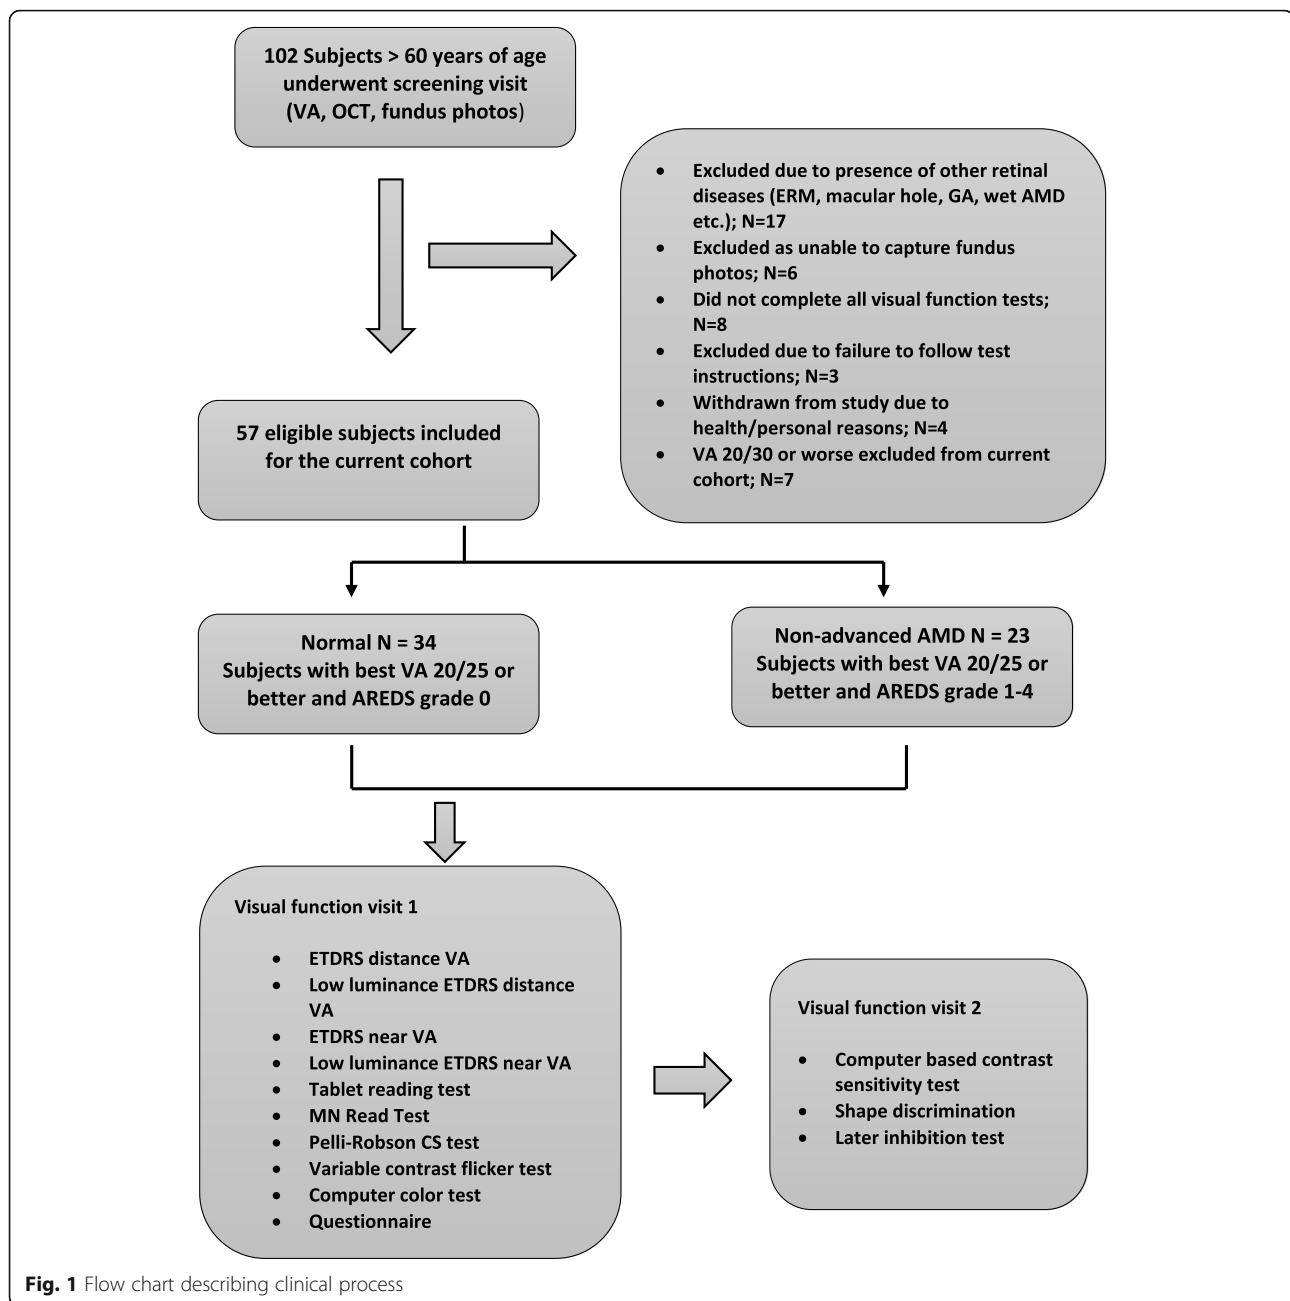 102 Subjects > 60 years of age
underwent screening visit
(VA, OCT, fundus photos)
• Excluded due to presence of other retinal
diseases (ERM, macular hole, GA, wet AMD
etc.); N=17
• Excluded as unable to capture fundus
photos; N=6
• Did not complete all visual function tests;
N=8
• Excluded due to failure to follow test
instructions; N=3
• Withdrawn from study due to
health/personal reasons; N=4
• VA 20/30 or worse excluded from current
cohort; N=7
57 eligible subjects included
for the current cohort
Normal N = 34
Subjects with best VA 20/25 or
better and AREDS grade 0
Non-advanced AMD N = 23
Subjects with best VA 20/25 or
better and AREDS grade 1-4
Visual function visit 1
• ETDRS distance VA
• Low luminance ETDRS distance
VA
• ETDRS near VA
• Low luminance ETDRS near VA
• Tablet reading test
• MN Read Test
• Pelli-Robson CS test
• Variable contrast flicker test
• Computer color test
• Questionnaire
Visual function visit 2
• Computer based contrast
sensitivity test
• Shape discrimination
• Later inhibition test
Fig. 1 Flow chart describing clinical process